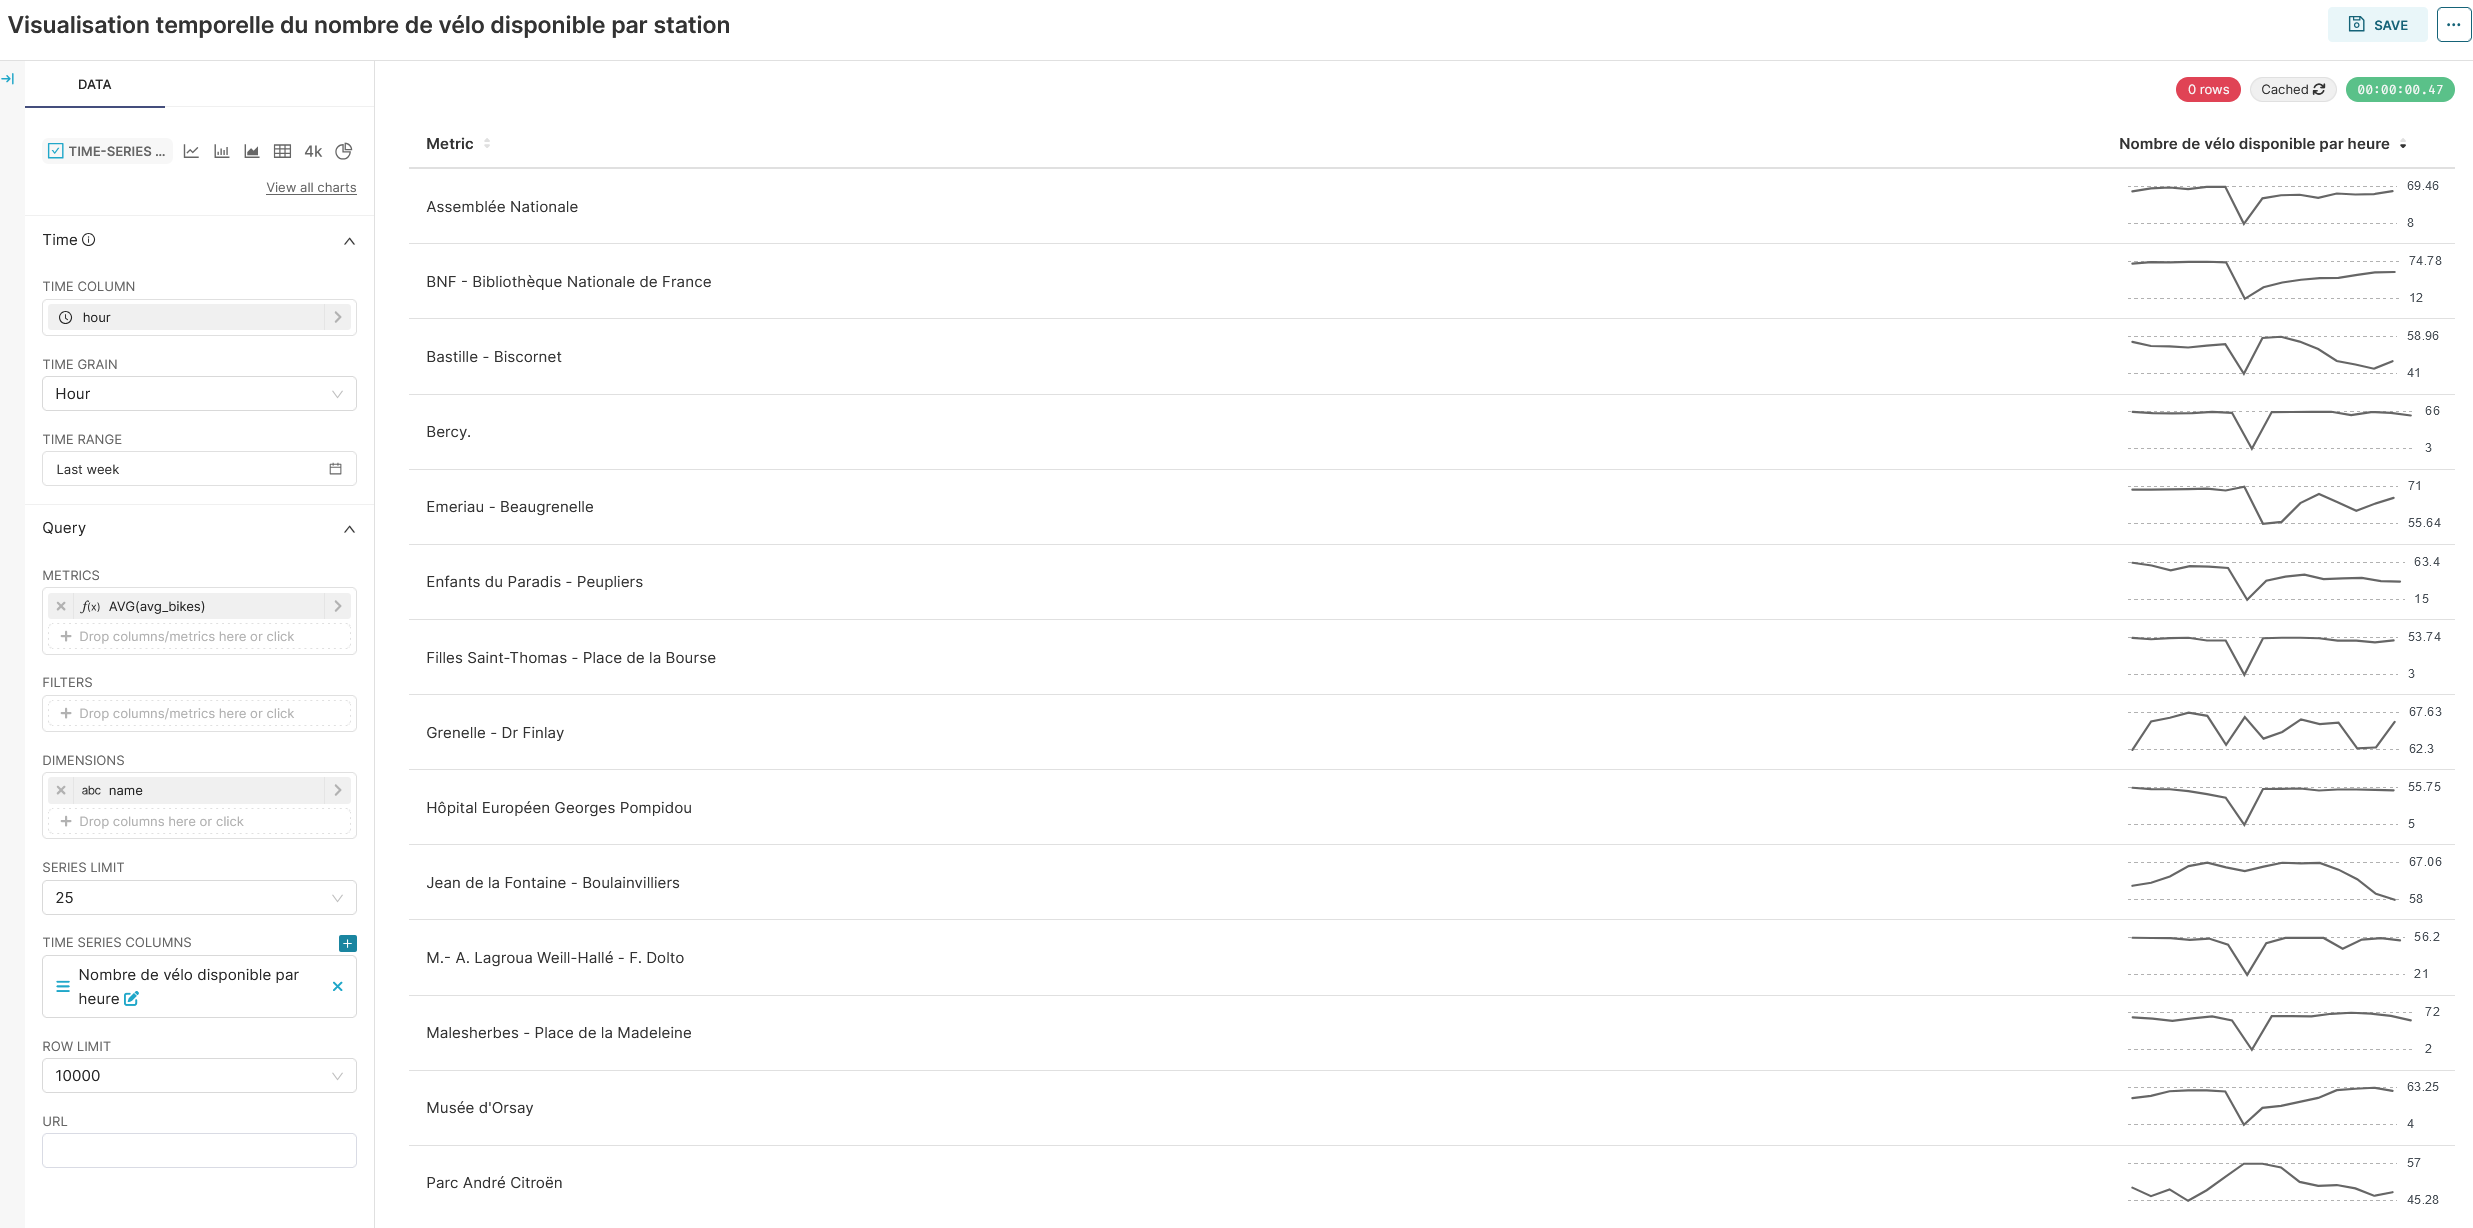 Visualisation temporelle du nombre de vélo disponible par station
SAVE
DATA
0 rows
Cached
00:00:00.47
TIME-SERIES ...
4k
View all charts
Time
TIME COLUMN
hour
TIME GRAIN
Hour
TIME RANGE
Last week
Query
METRICS
f(x) AVG(avg_bikes)
Drop columns/metrics here or click
FILTERS
Drop columns/metrics here or click
DIMENSIONS
abc name
Drop columns here or click
SERIES LIMIT
25
TIME SERIES COLUMNS
Nombre de vélo disponible par
heure
ROW LIMIT
10000
URL
Metric
Nombre de vélo disponible par heure
Assemblée Nationale
69.46
8
BNF - Bibliothèque Nationale de France
74.78
12
Bastille - Biscornet
58.96
41
Bercy.
66
3
Emeriau - Beaugrenelle
71
55.64
Enfants du Paradis - Peupliers
63.4
15
Filles Saint-Thomas - Place de la Bourse
53.74
3
Grenelle - Dr Finlay
67.63
62.3
Hôpital Européen Georges Pompidou
55.75
5
Jean de la Fontaine - Boulainvilliers
67.06
58
M.- A. Lagroua Weill-Hallé - F. Dolto
56.2
21
Malesherbes - Place de la Madeleine
72
2
Musée d'Orsay
63.25
4
Parc André Citroën
57
45.28